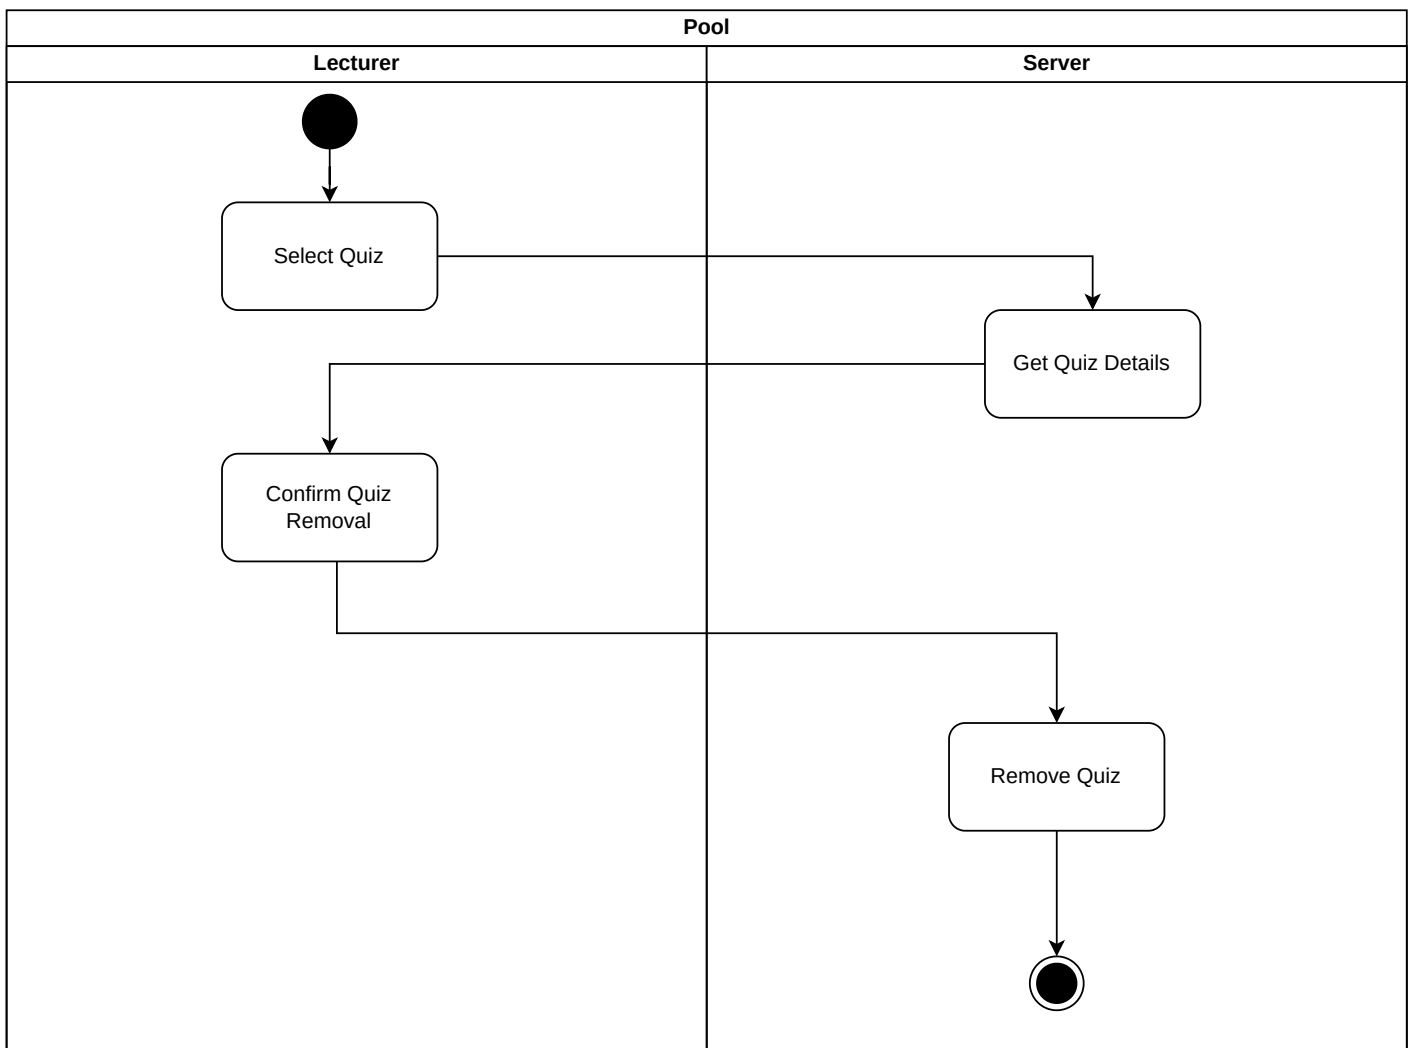 Pool
Lecturer
Server
Select Quiz
Get Quiz Details
Confirm Quiz
Removal
Remove Quiz